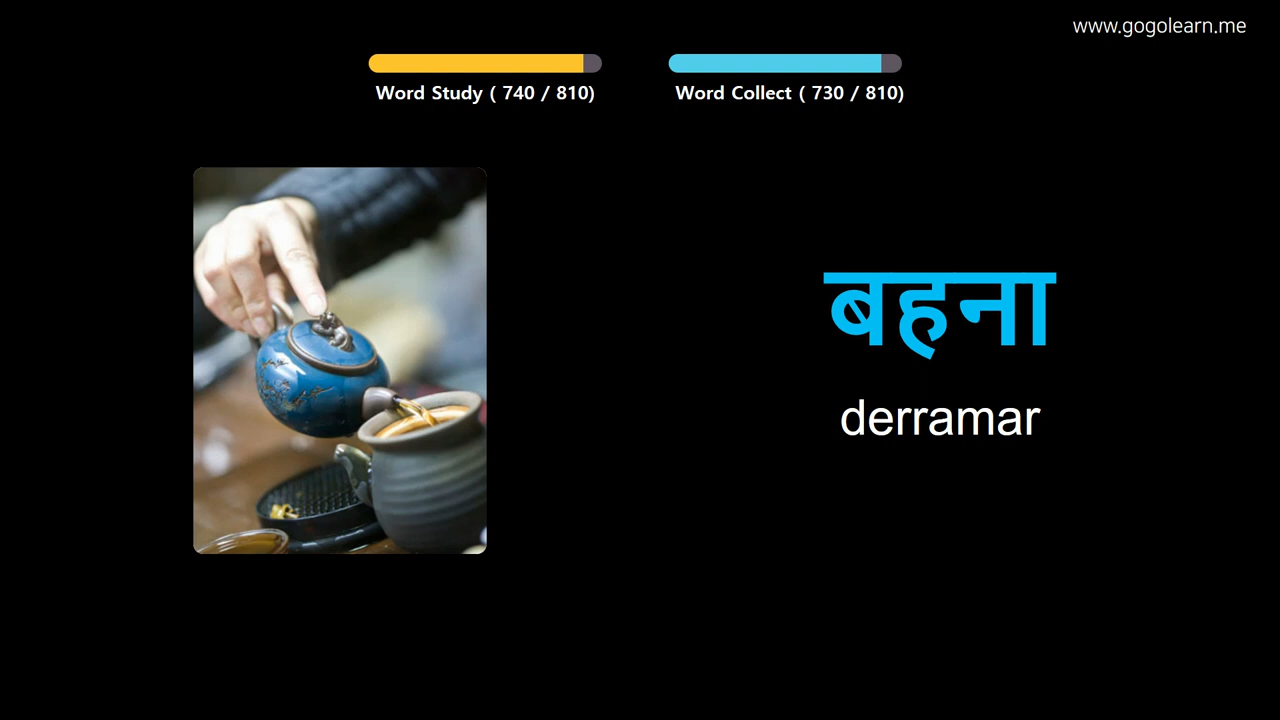 www.gogolearn.me
Word Study ( 740 / 810)
Word Collect ( 730 / 810)
बहना
derramar